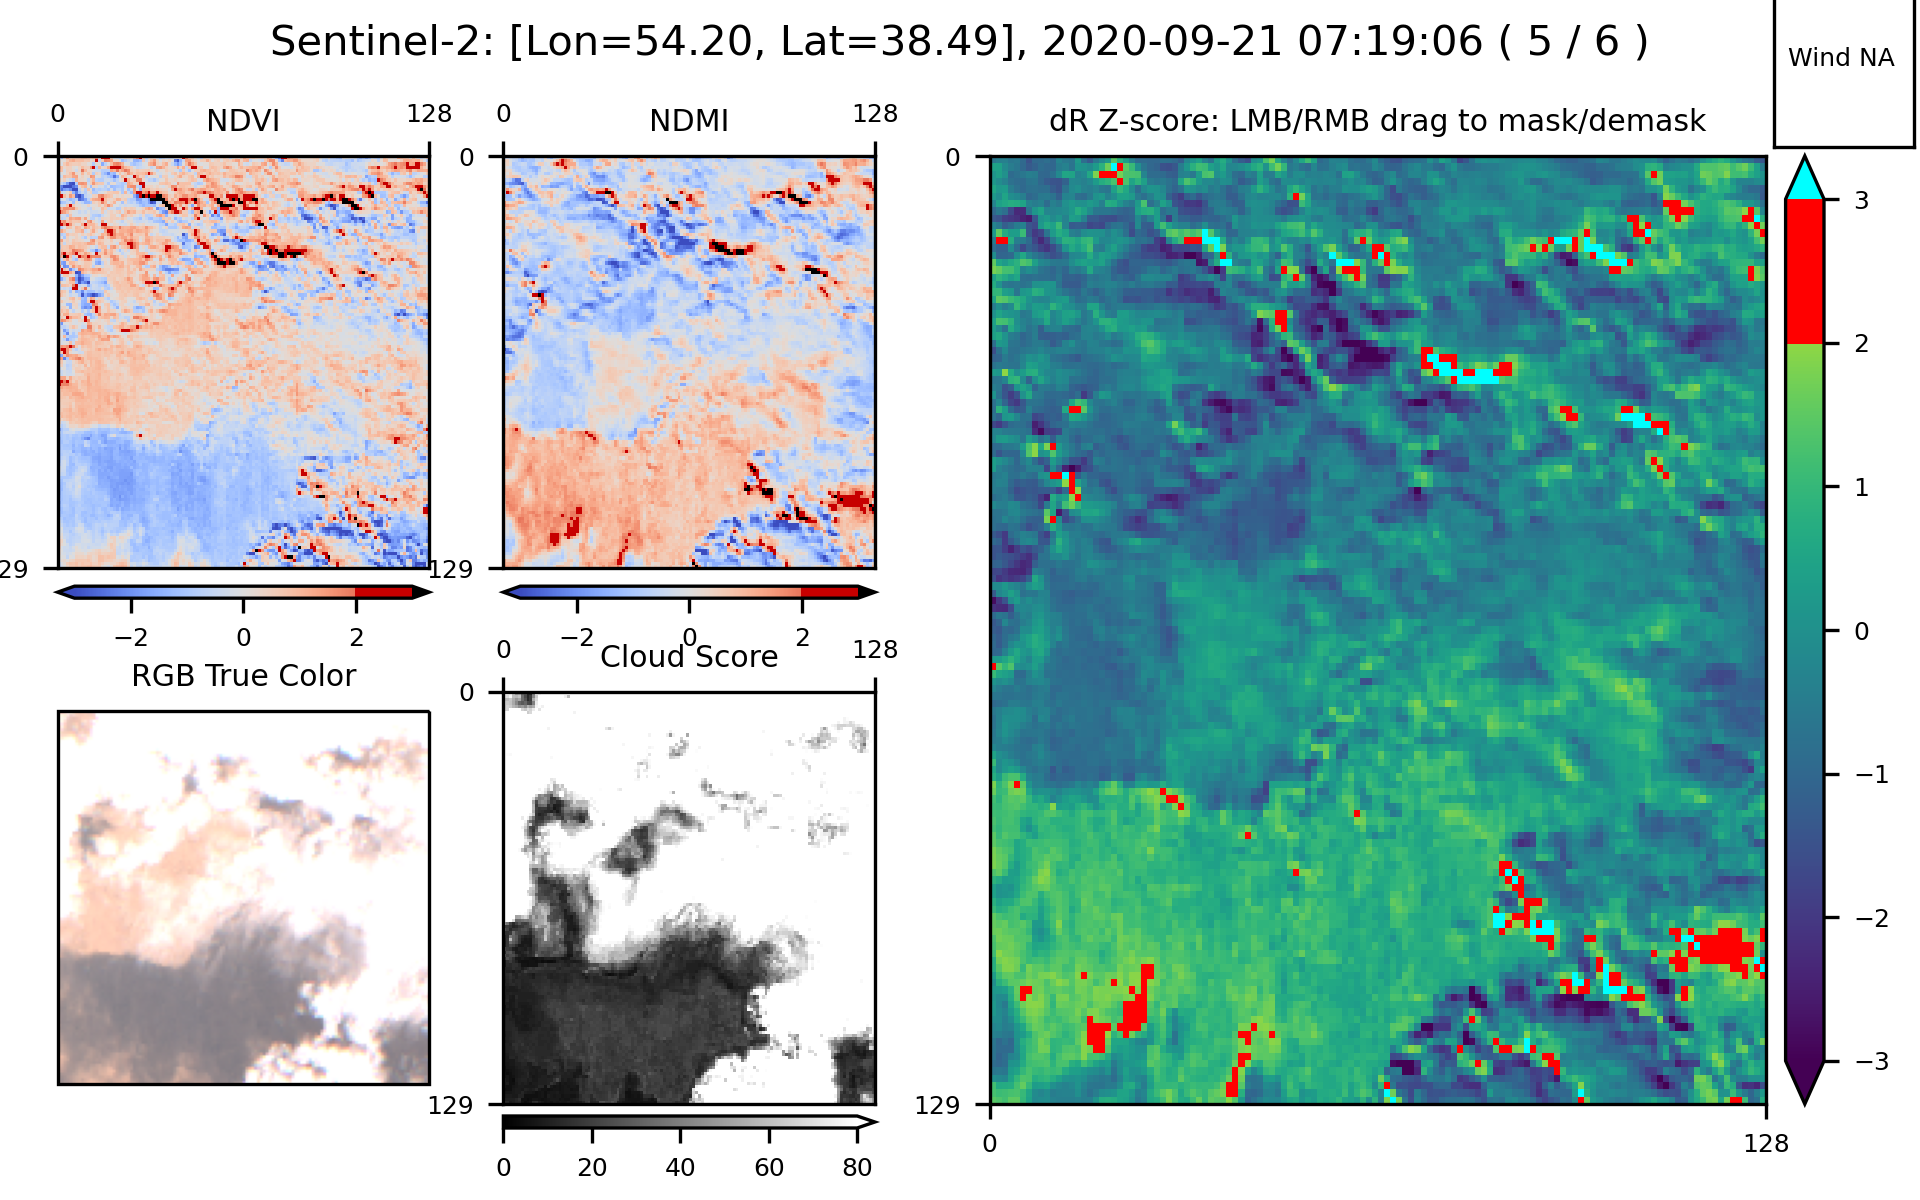 Sentinel-2: [Lon=54.20, Lat=38.49], 2020-09-21 07:19:06 ( 5 / 6 )
Wind NA
0 NDVI 128
0
29
−2 0 2
0 NDMI 128
0
129
−2 0 2
dR Z-score: LMB/RMB drag to mask/demask
0
129
0 128
3
2
1
0
−1
−2
−3
RGB True Color
0 Cloud Score 128
0
129
0 20 40 60 80